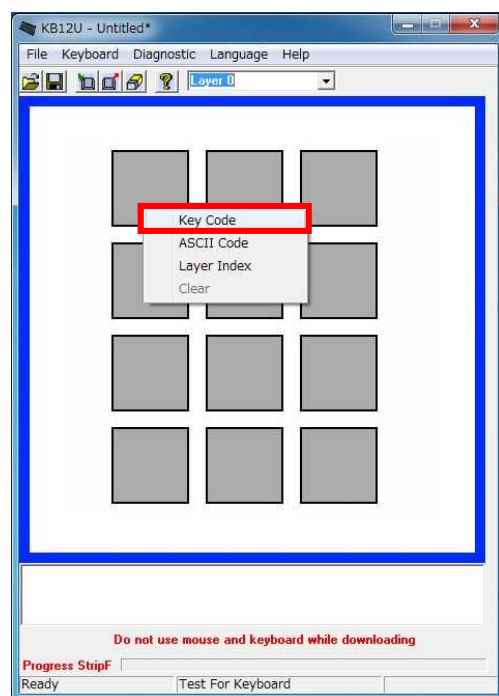 KB12U - Untitled*
File Keyboard Diagnostic Language Help
Layer 0
Key Code
ASCII Code
Layer Index
Clear
Do not use mouse and keyboard while downloading
Progress StripF
Ready Test For Keyboard